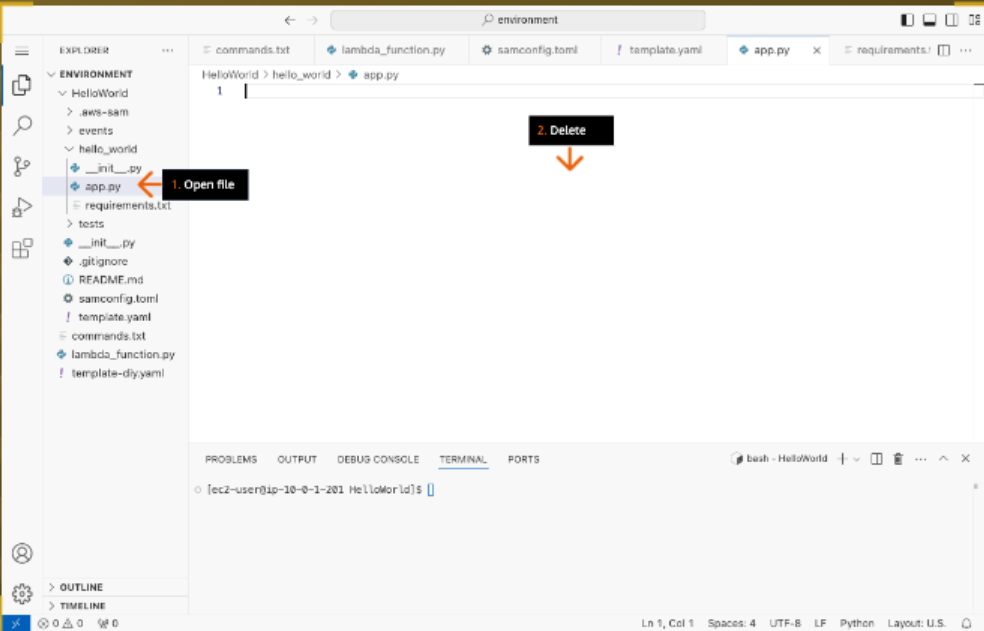 environment
EXPLORER
commands.txt
lambda_function.py
samconfig.toml
template.yaml
app.py
requirements.
ENVIRONMENT
HelloWorld
.aws-sam
events
hello_world
__init__.py
app.py
requirements.txt
tests
__init__.py
.gitignore
README.md
samconfig.toml
template.yaml
commands.txt
lambda_function.py
template-diy.yaml
OUTLINE
TIMELINE
HelloWorld > hello_world > app.py
1
1. Open file
2. Delete
PROBLEMS OUTPUT DEBUG CONSOLE TERMINAL PORTS
bash - HelloWorld
[ec2-user@ip-10-0-1-201 HelloWorld]$
0 0 0
Ln 1, Col 1 Spaces: 4 UTF-8 LF Python Layout: U.S.